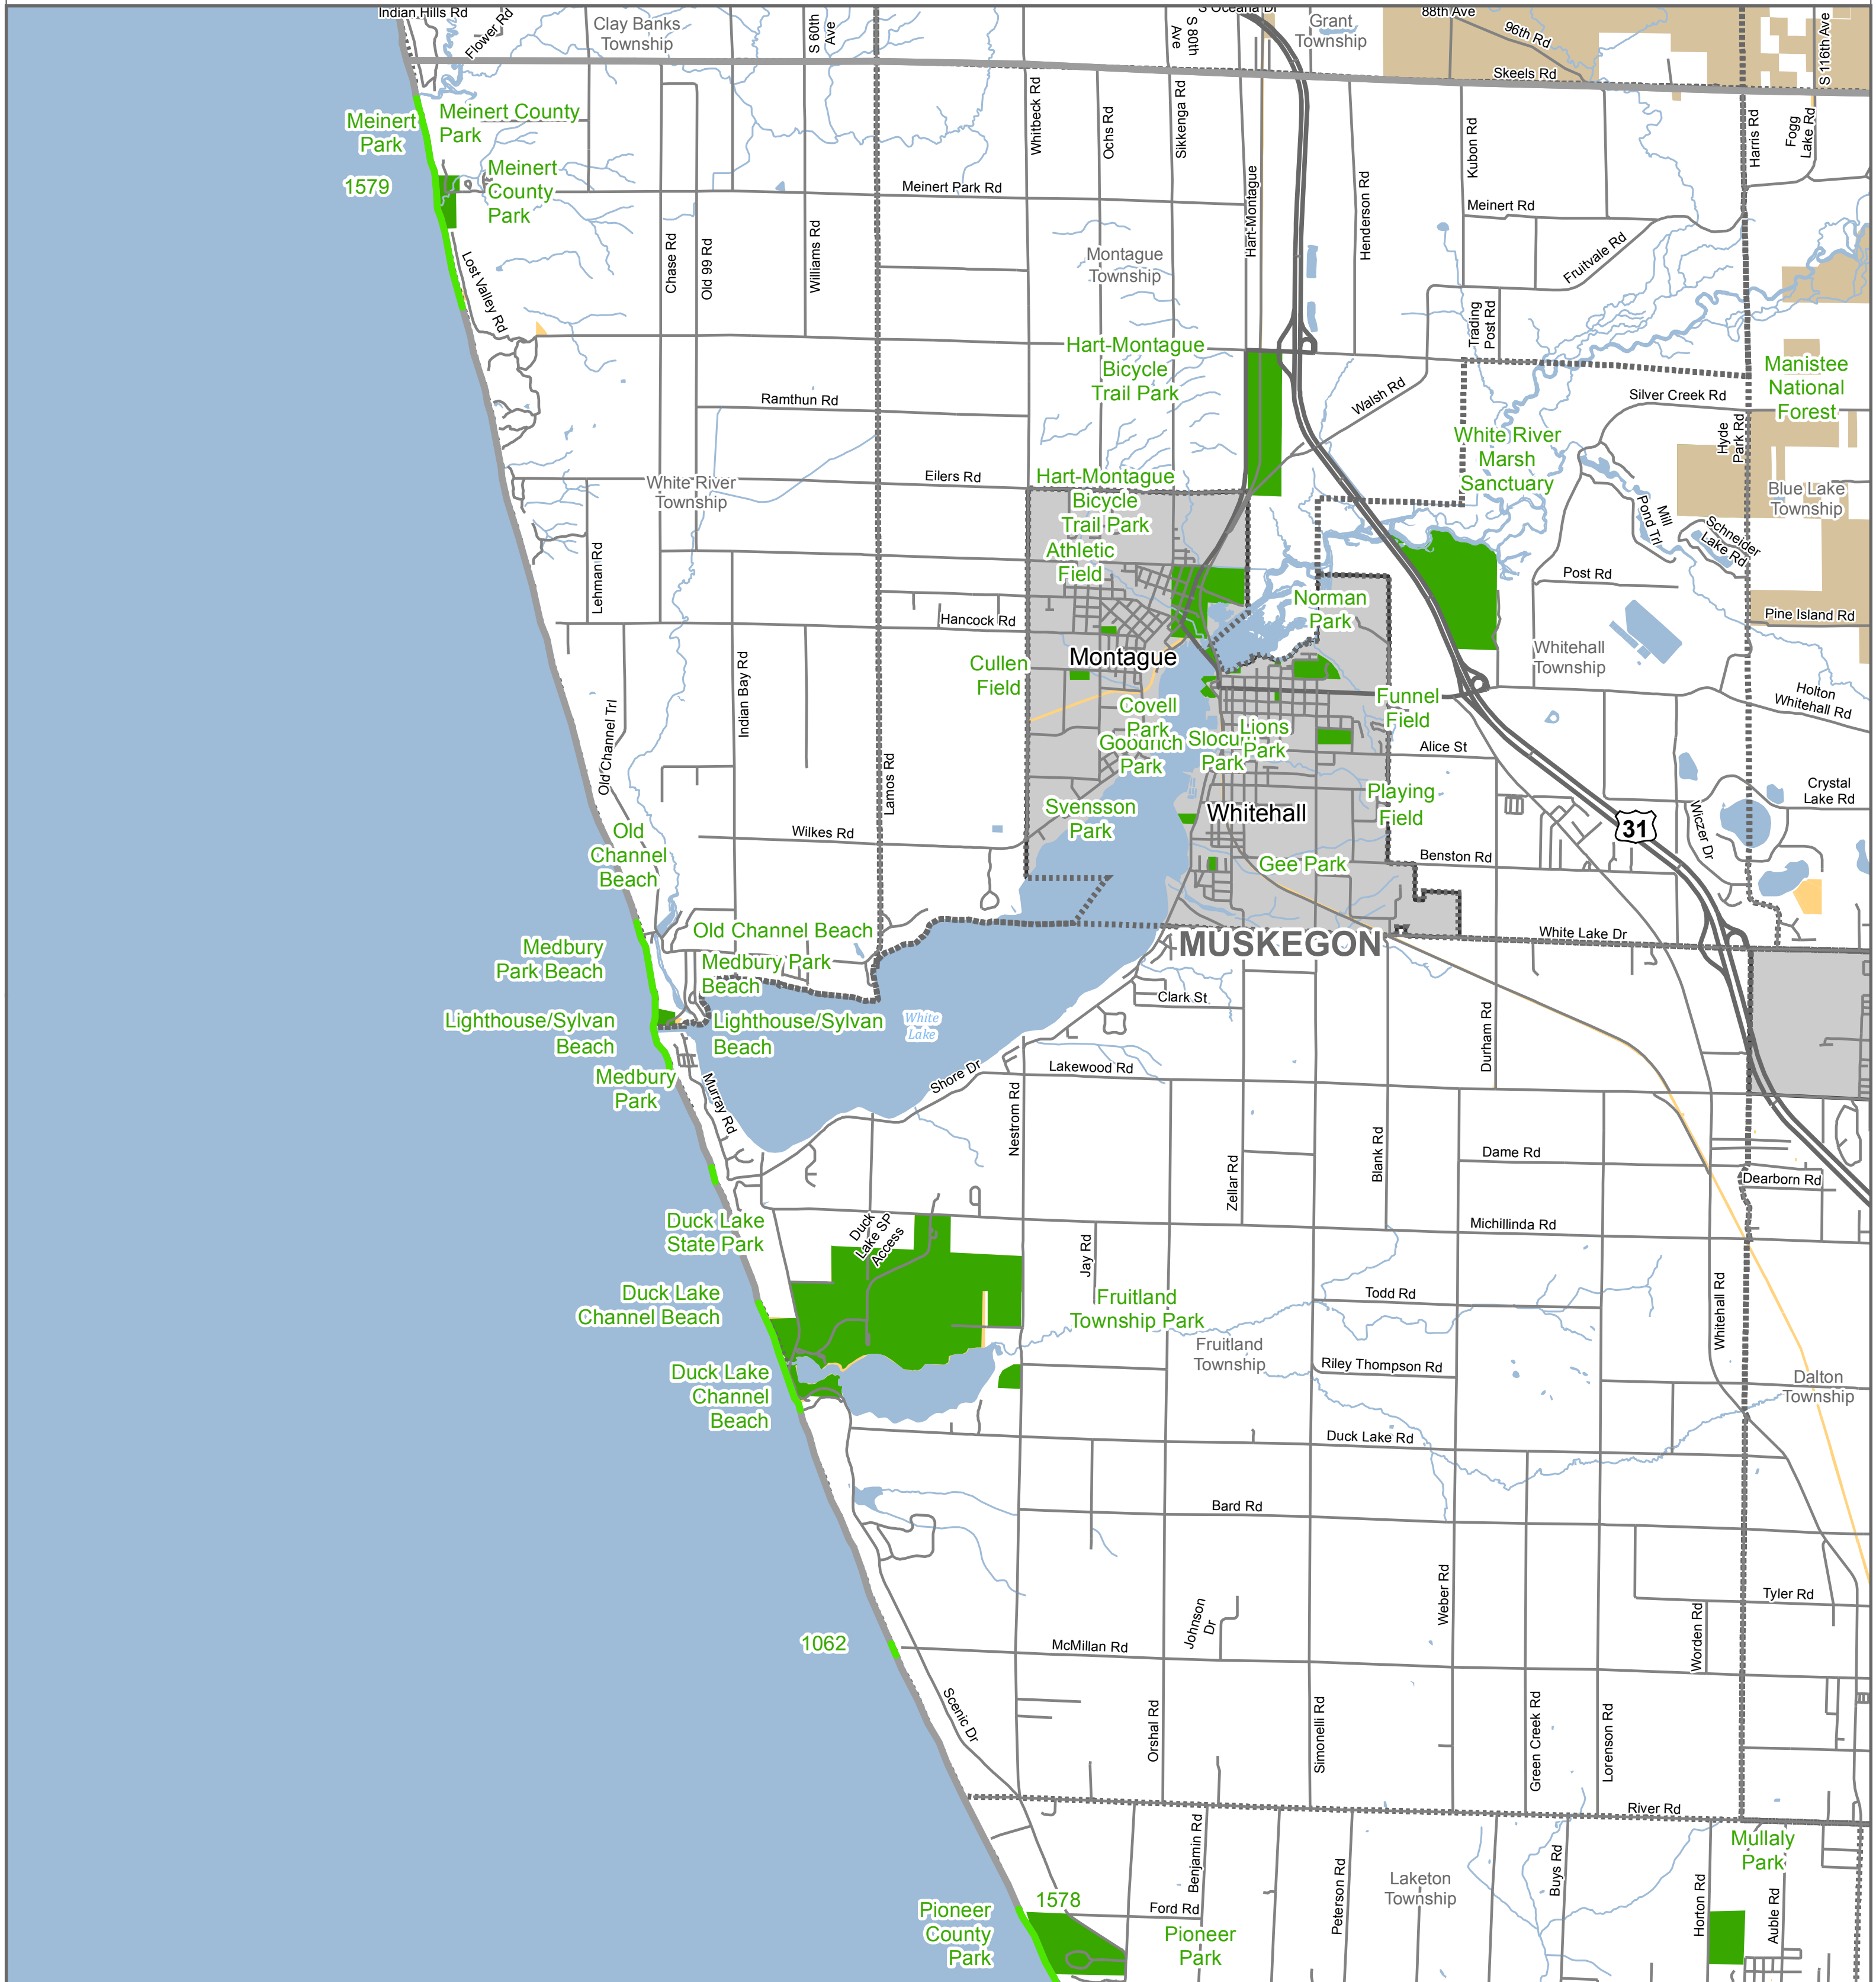 Indian Hills Rd
Flower Rd
Clay Banks
Township
S 60th
Ave
S 80th
Ave
S Oceana Dr
Grant
Township
88th Ave
96th Rd
Skeels Rd
S 116th Ave
Meinert
Park
Meinert County
Park
1579
Meinert
County
Park
Whitbeck Rd
Ochs Rd
Sikkenga Rd
Hart-Montague
Henderson Rd
Kubon Rd
Harris Rd
Fogg
Lake Rd
Meinert Park Rd
Meinert Rd
Fruitvale Rd
Lost Valley Rd
Chase Rd
Old 99 Rd
Williams Rd
Montague
Township
Trading
Post Rd
Hart-Montague
Bicycle
Trail Park
Walsh Rd
Silver Creek Rd
Manistee
National
Forest
Hyde
Park Rd
Ramthun Rd
White River
Marsh
Sanctuary
White River
Township
Eilers Rd
Hart-Montague
Bicycle
Trail Park
Blue Lake
Township
Mill
Pond Trl
Schneider
Lake Rd
Athletic
Field
Lehman Rd
Post Rd
Norman
Park
Pine Island Rd
Hancock Rd
Montague
Whitehall
Township
Cullen
Field
Indian Bay Rd
Old Channel Trl
Funnel
Field
Holton
Whitehall Rd
Covell
Park
Goodrich
Park
Slocum
Park
Lions
Park
Alice St
Lamos Rd
Crystal
Lake Rd
Playing
Field
Svensson
Park
Whitehall
31
Wiczer Dr
Wilkes Rd
Old
Channel
Beach
Gee Park
Benston Rd
Old Channel Beach
White Lake Dr
MUSKEGON
Medbury
Park Beach
Medbury Park
Beach
Clark St
Lighthouse/Sylvan
Beach
Lighthouse/Sylvan
Beach
White
Lake
Durham Rd
Medbury
Park
Murray Rd
Shore Dr
Lakewood Rd
Nestrom Rd
Zellar Rd
Blank Rd
Dame Rd
Dearborn Rd
Duck Lake
State Park
Duck
Lake SP
Access
Michillinda Rd
Jay Rd
Duck Lake
Channel Beach
Fruitland
Township Park
Todd Rd
Whitehall Rd
Fruitland
Township
Riley Thompson Rd
Duck Lake
Channel
Beach
Dalton
Township
Duck Lake Rd
Bard Rd
Weber Rd
Tyler Rd
Johnson
Dr
Worden Rd
1062
McMillan Rd
Scenic Dr
Orshal Rd
Simonelli Rd
Green Creek Rd
Lorenson Rd
River Rd
Mullaly
Park
Benjamin Rd
Peterson Rd
Laketon
Township
Buys Rd
Horton Rd
Auble Rd
1578
Pioneer
County
Park
Ford Rd
Pioneer
Park